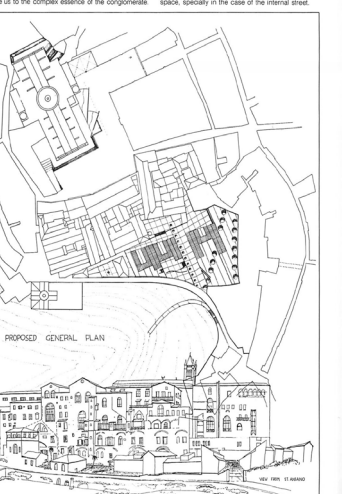 us to the complex essence of the conglomerate.
space, specially in the case of the internal street.
PROPOSED GENERAL PLAN
VIEW FROM ST. ANSANO